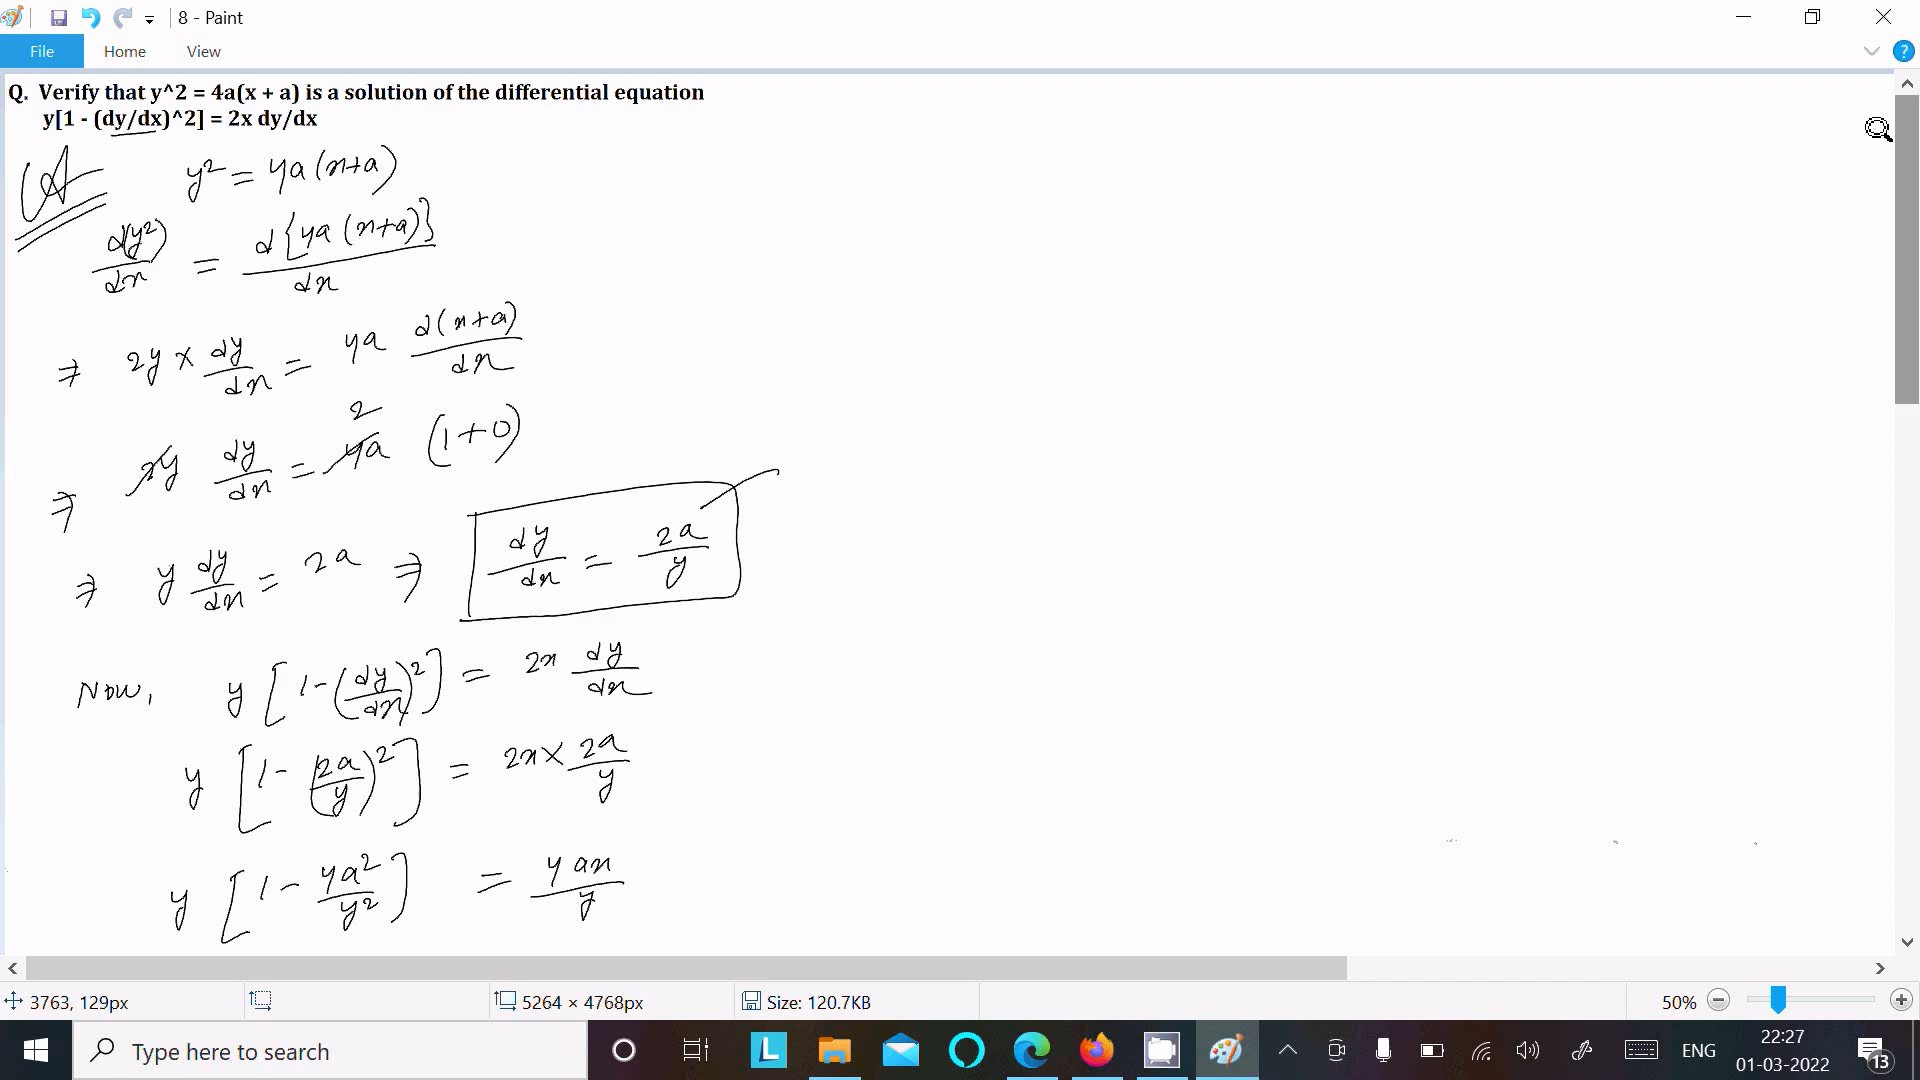 8 - Paint
File Home View
Q. Verify that y^2 = 4a(x + a) is a solution of the differential equation
y[1 - (dy/dx)^2] = 2x dy/dx
A
y² = 4a(x+a)
d(y²)/dx = d{4a(x+a)}/dx
⇒ 2y × dy/dx = 4a d(x+a)/dx
⇒ 2y dy/dx = 4a (1+0)
2
⇒ y dy/dx = 2a ⇒ dy/dx = 2a/y
Now, y[1-(dy/dx)²] = 2x dy/dx
y[1-(2a/y)²] = 2x × 2a/y
y[1-4a²/y²] = 4ax/y
3763, 129px 5264 × 4768px Size: 120.7KB 50%
Type here to search L ENG 22:27
01-03-2022 13